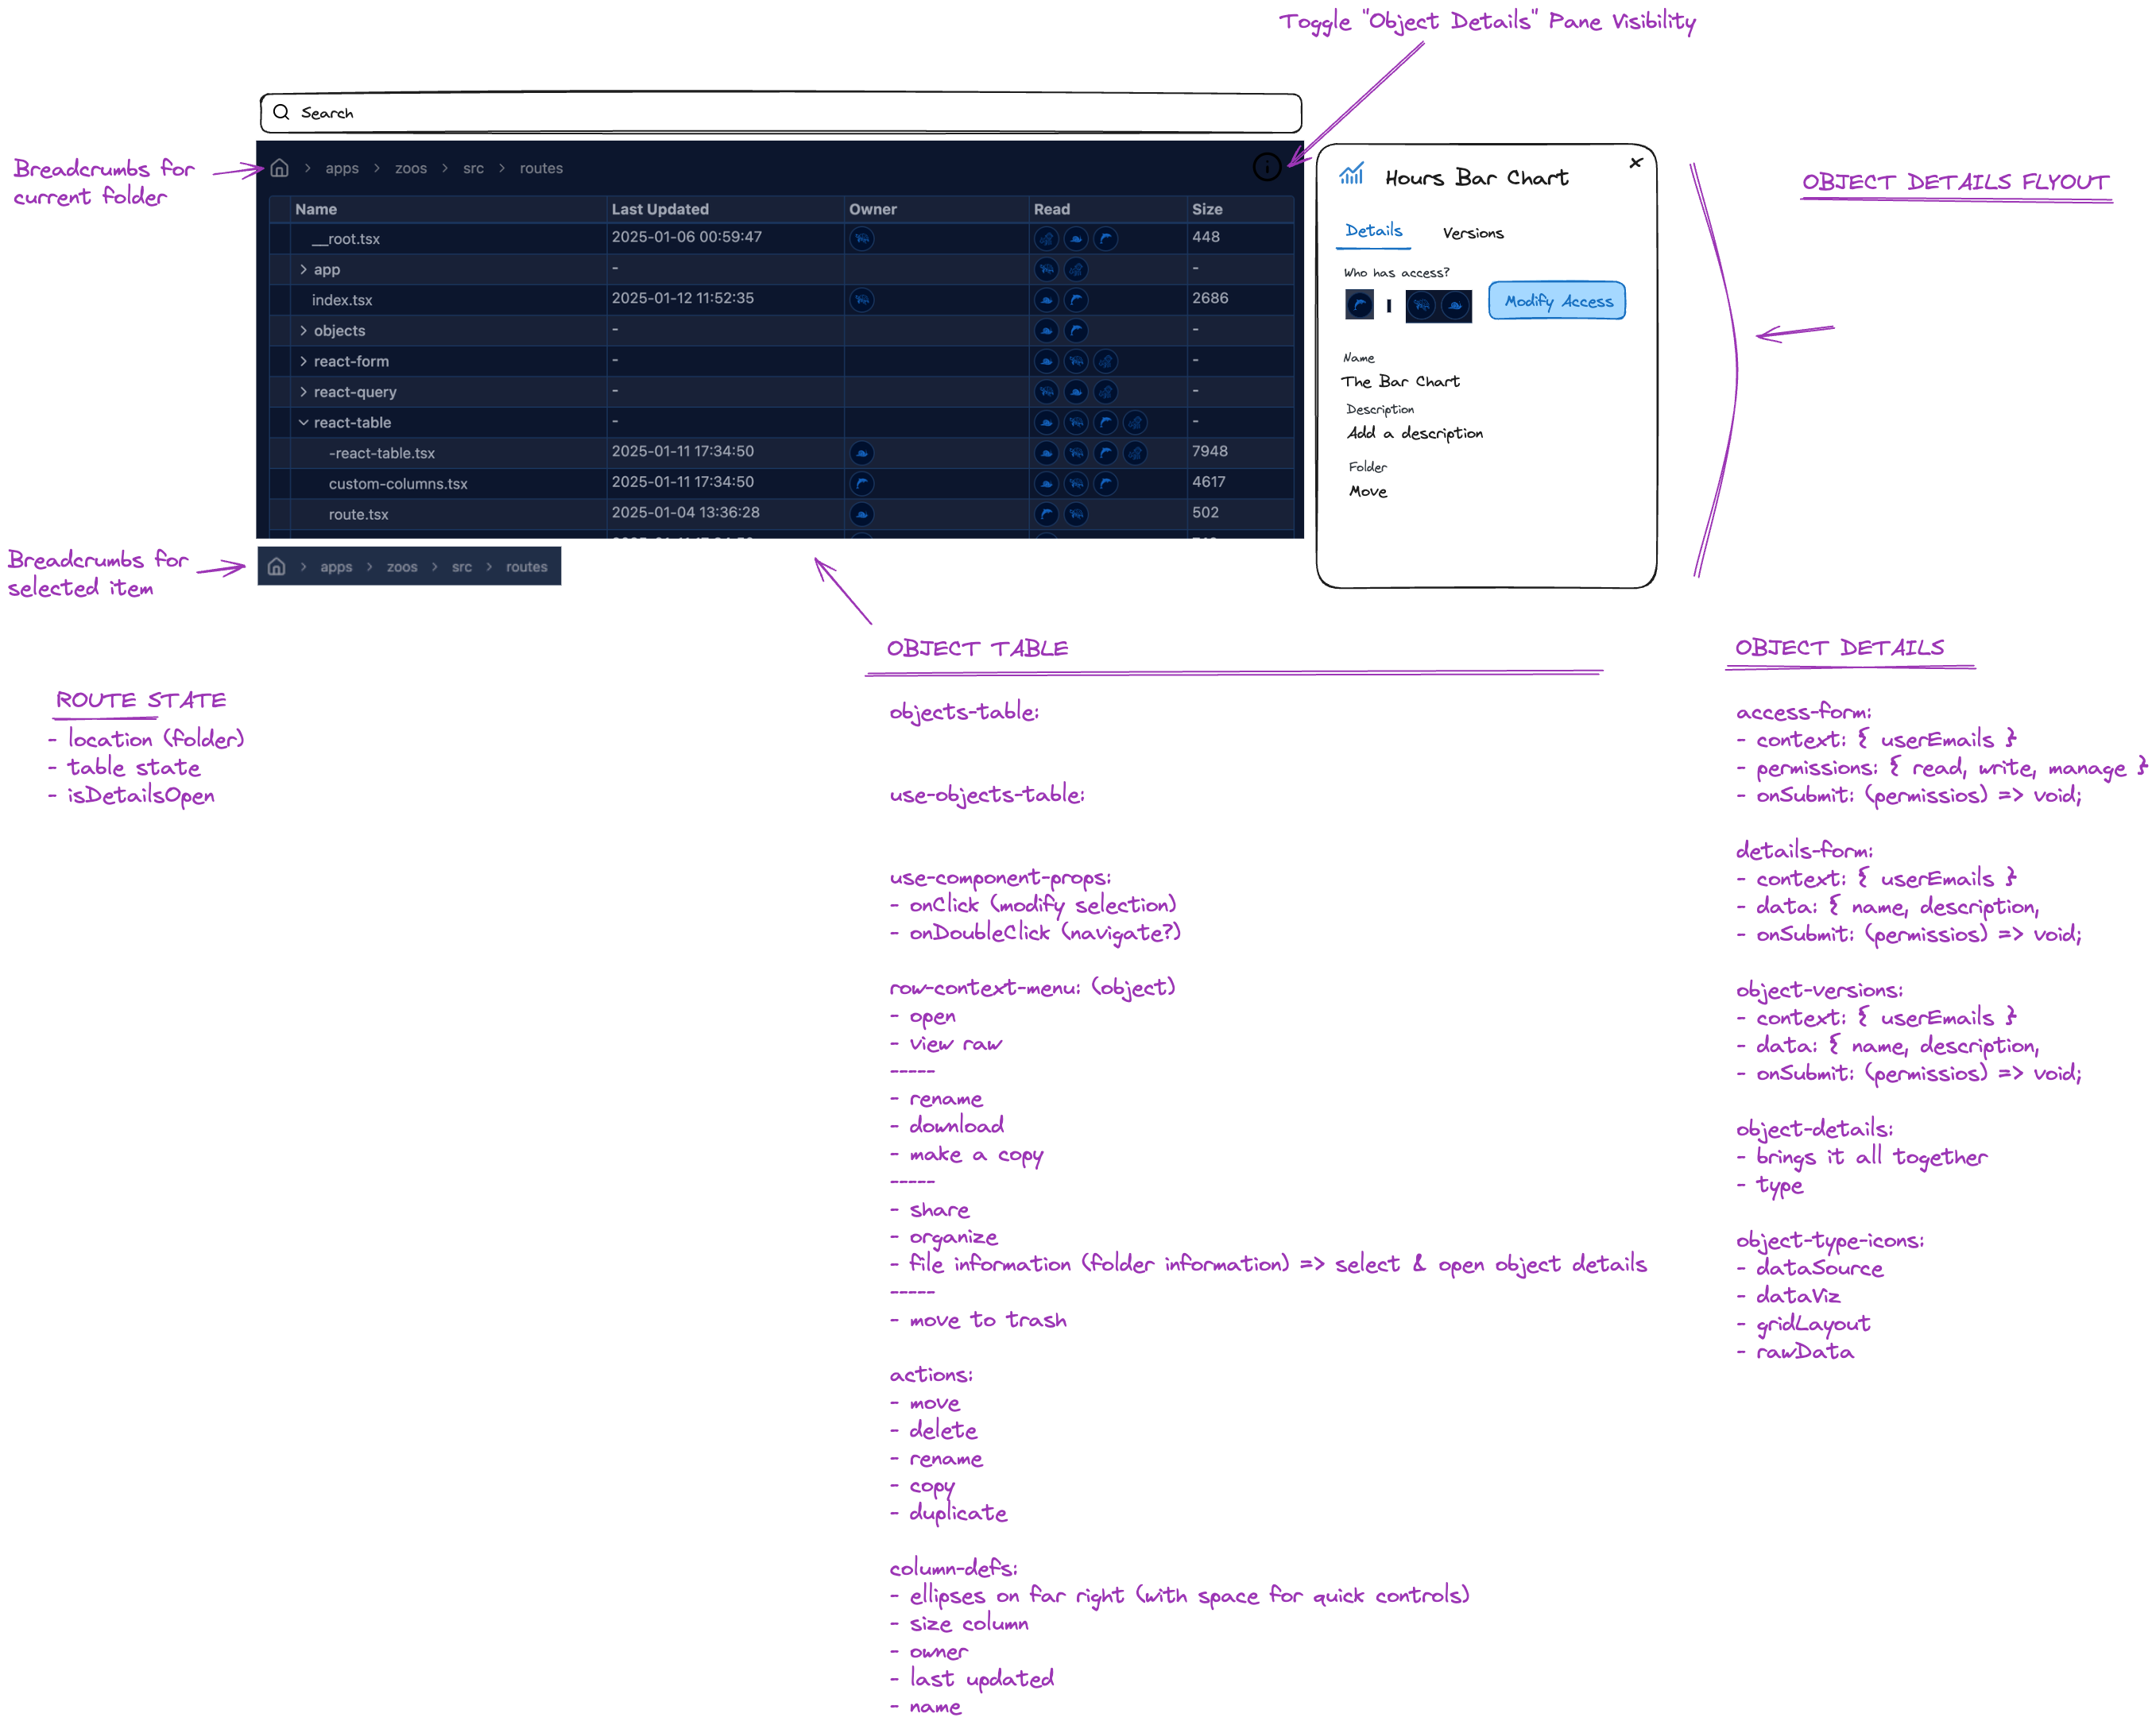 Toggle "Object Details" Pane Visibility
Search
Breadcrumbs for
current folder
apps > zoos > src > routes
Name Last Updated Owner Read Size
__root.tsx 2025-01-06 00:59:47 448
> app - -
index.tsx 2025-01-12 11:52:35 2686
> objects - -
> react-form - -
> react-query - -
react-table - -
-react-table.tsx 2025-01-11 17:34:50 7948
custom-columns.tsx 2025-01-11 17:34:50 4617
route.tsx 2025-01-04 13:36:28 502
Breadcrumbs for
selected item
apps > zoos > src > routes
Hours Bar Chart
Details Versions
Who has access?
Modify Access
Name
The Bar Chart
Description
Add a description
Folder
Move
OBJECT DETAILS FLYOUT
ROUTE STATE
- location (folder)
- table state
- isDetailsOpen
OBJECT TABLE
objects-table:
use-objects-table:
use-component-props:
- onClick (modify selection)
- onDoubleClick (navigate?)
row-context-menu: (object)
- open
- view raw
-----
- rename
- download
- make a copy
-----
- share
- organize
- file information (folder information) => select & open object details
-----
- move to trash
actions:
- move
- delete
- rename
- copy
- duplicate
column-defs:
- ellipses on far right (with space for quick controls)
- size column
- owner
- last updated
- name
OBJECT DETAILS
access-form:
- context: { userEmails }
- permissions: { read, write, manage }
- onSubmit: (permissios) => void;
details-form:
- context: { userEmails }
- data: { name, description,
- onSubmit: (permissios) => void;
object-versions:
- context: { userEmails }
- data: { name, description,
- onSubmit: (permissios) => void;
object-details:
- brings it all together
- type
object-type-icons:
- dataSource
- dataViz
- gridLayout
- rawData